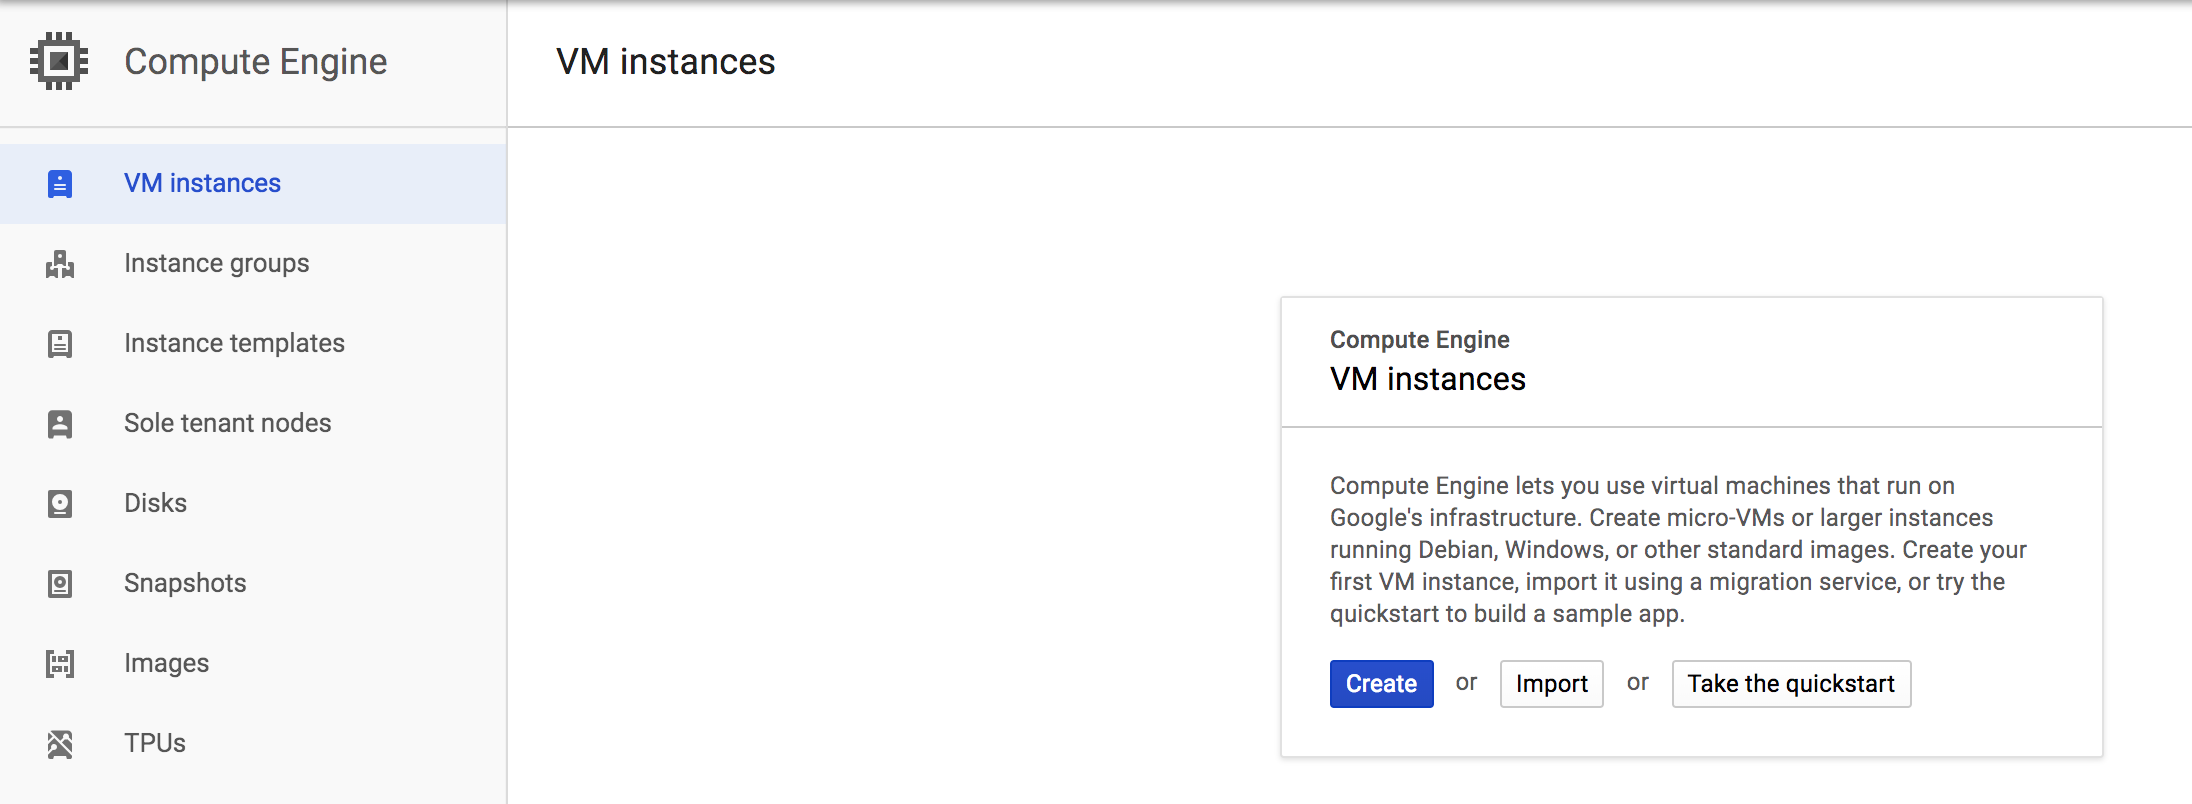 Compute Engine
VM instances
VM instances
Instance groups
Instance templates
Sole tenant nodes
Disks
Snapshots
Images
TPUs
Compute Engine
VM instances
Compute Engine lets you use virtual machines that run on
Google's infrastructure. Create micro-VMs or larger instances
running Debian, Windows, or other standard images. Create your
first VM instance, import it using a migration service, or try the
quickstart to build a sample app.
Create or Import or Take the quickstart